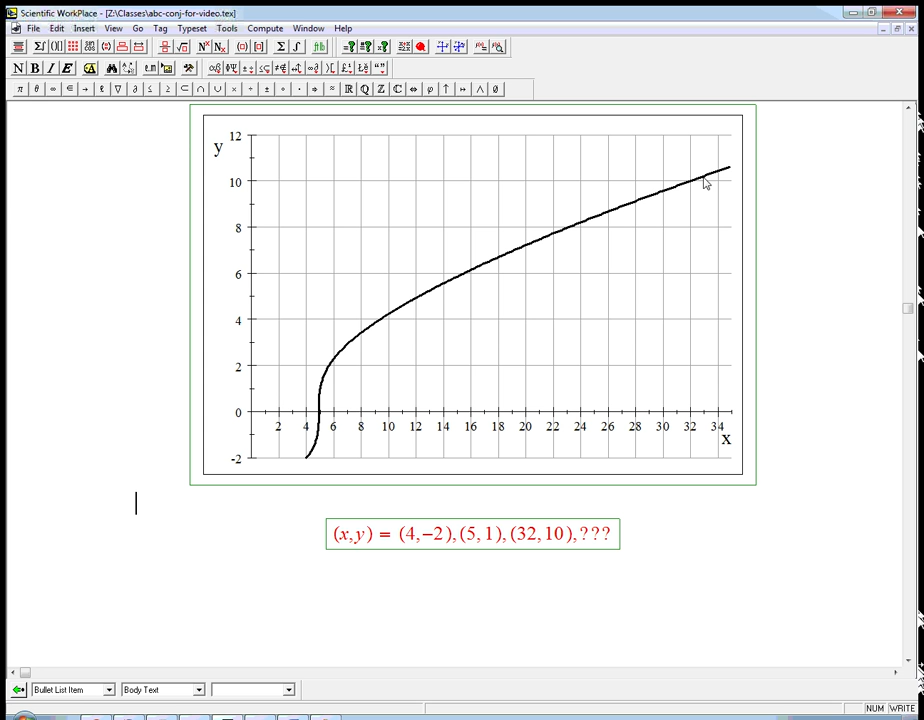 Scientific WorkPlace - [Z:\Classes\abc-conj-for-video.tex]
File Edit Insert View Go Tag Typeset Tools Compute Window Help
N B I E
π θ ∞ ∈ → ℓ ∇ ∂ ≤ ≥ ⊂ ∩ ∪ × ÷ ± ∘ · ⇒ ≈ ℝ ℚ ℤ ℂ ⇔ φ ↑ ↦ ∧ ∅
y
12
10
8
6
4
2
0
-2
2 4 6 8 10 12 14 16 18 20 22 24 26 28 30 32 34
x
(x,y) = (4,−2),(5,1),(32,10),???
Bullet List Item Body Text
NUM WRITE